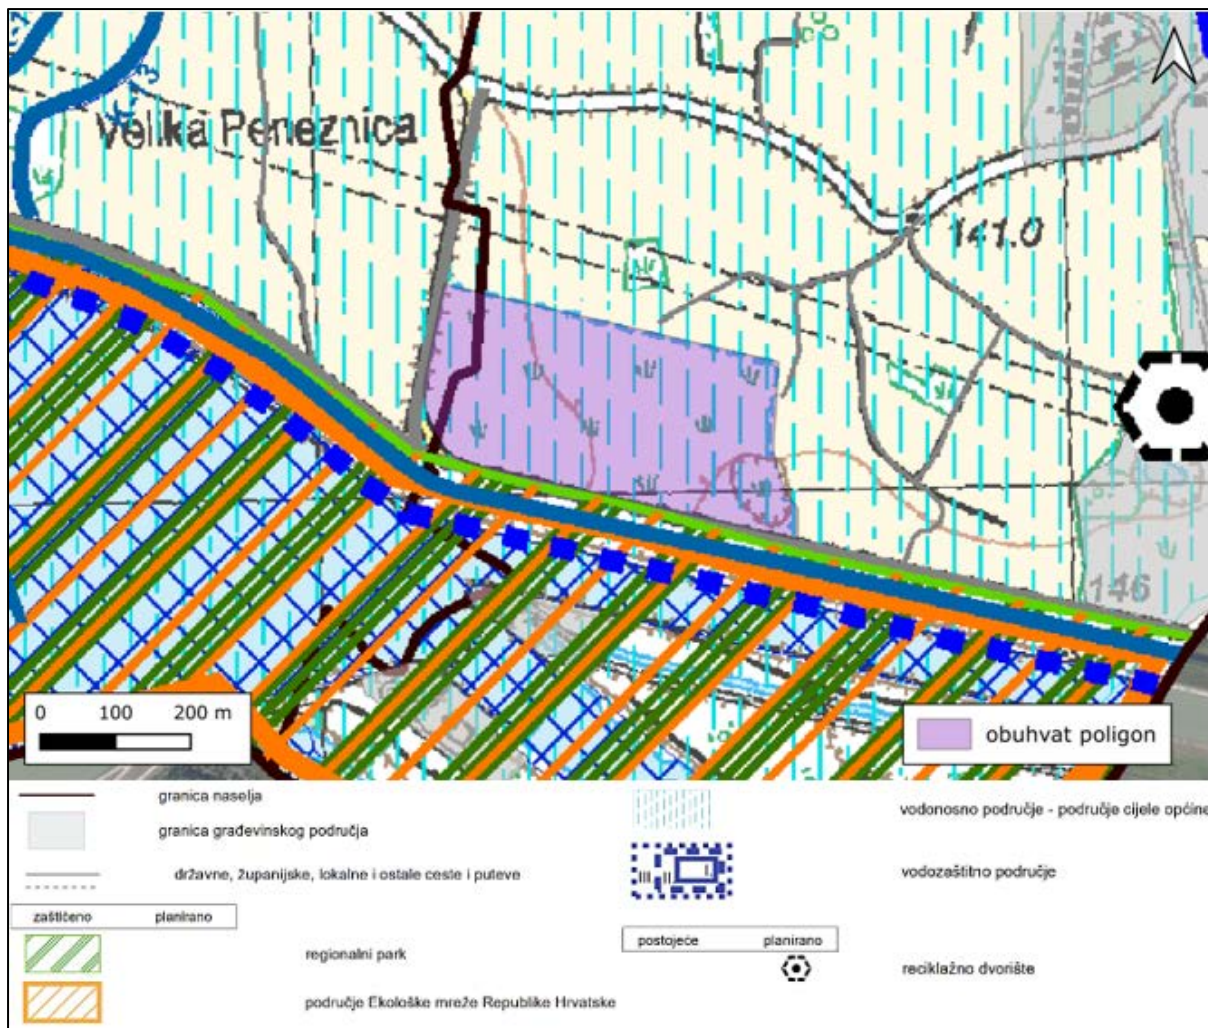 Velika Peneznica
141.0
146
0 100 200 m
obuhvat poligon
granica naselja
granica građevinskog područja
državne, županijske, lokalne i ostale ceste i puteve
zaštićeno planirano
regionalni park
područje Ekološke mreže Republike Hrvatske
vodonosno područje - područje cijele općine
vodozaštitno područje
postojeće planirano
reciklažno dvorište